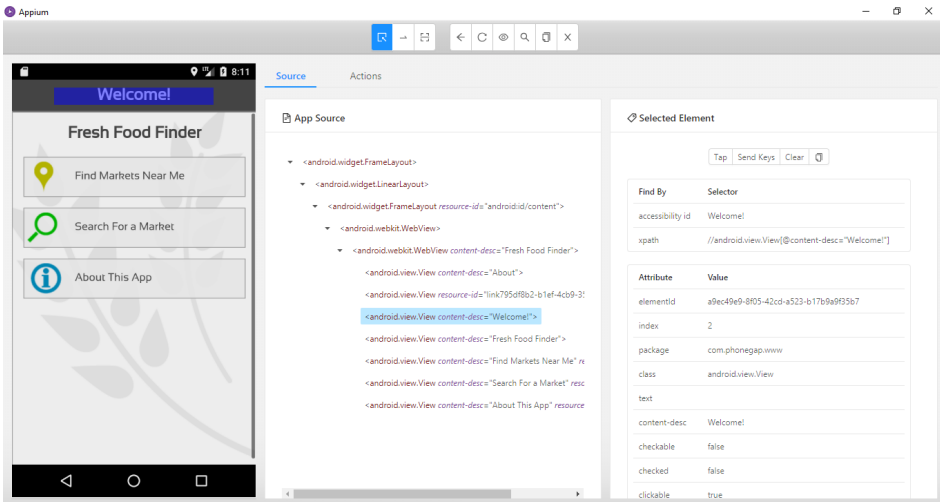 Appium
8:11
Welcome!
Fresh Food Finder
Find Markets Near Me
Search For a Market
About This App
Source
Actions
App Source
<android.widget.FrameLayout>
<android.widget.LinearLayout>
<android.widget.FrameLayout resource-id="android:id/content">
<android.webkit.WebView>
<android.webkit.WebView content-desc="Fresh Food Finder">
<android.view.View content-desc="About">
<android.view.View resource-id="link795df8b2-b1ef-4cb9-35
<android.view.View content-desc="Welcome!">
<android.view.View content-desc="Fresh Food Finder">
<android.view.View content-desc="Find Markets Near Me" re
<android.view.View content-desc="Search For a Market" resc
<android.view.View content-desc="About This App" resource
Selected Element
Tap Send Keys Clear
Find By Selector
accessibility id Welcome!
xpath //android.view.View[@content-desc="Welcome!"]
Attribute Value
elementId a9ec49e9-8f05-42cd-a523-b17b9a9f35b7
index 2
package com.phonegap.www
class android.view.View
text
content-desc Welcome!
checkable false
checked false
clickable true